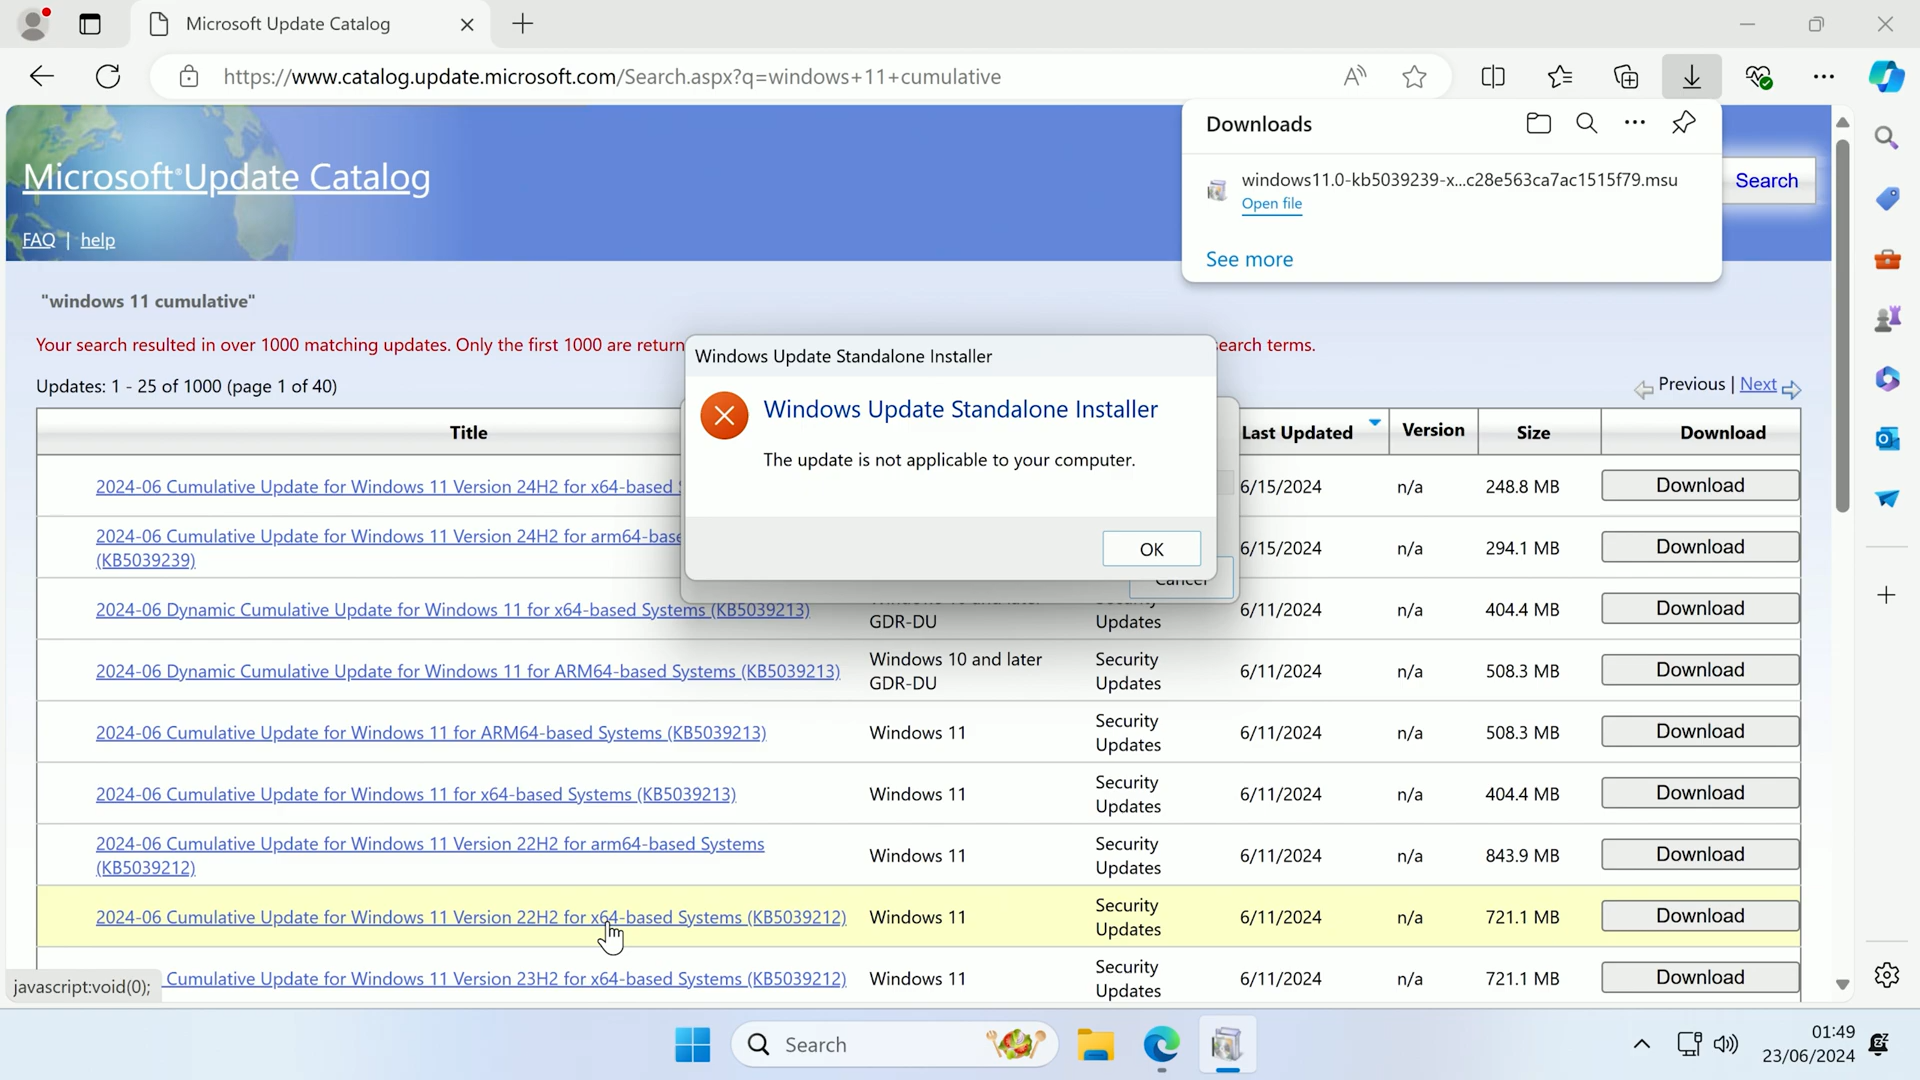 Microsoft Update Catalog
https://www.catalog.update.microsoft.com/Search.aspx?q=windows+11+cumulative
Downloads
windows11.0-kb5039239-x...c28e563ca7ac1515f79.msu
Open file
See more
Microsoft®Update Catalog
Search
FAQ | help
"windows 11 cumulative"
Your search resulted in over 1000 matching updates. Only the first 1000 are return
earch terms.
Updates: 1 - 25 of 1000 (page 1 of 40)
Previous | Next
Windows Update Standalone Installer
Windows Update Standalone Installer
The update is not applicable to your computer.
OK
Cancel
Title
Last Updated
Version
Size
Download
2024-06 Cumulative Update for Windows 11 Version 24H2 for x64-based
6/15/2024
n/a
248.8 MB
Download
2024-06 Cumulative Update for Windows 11 Version 24H2 for arm64-base
(KB5039239)
6/15/2024
n/a
294.1 MB
Download
2024-06 Dynamic Cumulative Update for Windows 11 for x64-based Systems (KB5039213)
GDR-DU
Updates
6/11/2024
n/a
404.4 MB
Download
2024-06 Dynamic Cumulative Update for Windows 11 for ARM64-based Systems (KB5039213)
Windows 10 and later
GDR-DU
Security
Updates
6/11/2024
n/a
508.3 MB
Download
2024-06 Cumulative Update for Windows 11 for ARM64-based Systems (KB5039213)
Windows 11
Security
Updates
6/11/2024
n/a
508.3 MB
Download
2024-06 Cumulative Update for Windows 11 for x64-based Systems (KB5039213)
Windows 11
Security
Updates
6/11/2024
n/a
404.4 MB
Download
2024-06 Cumulative Update for Windows 11 Version 22H2 for arm64-based Systems
(KB5039212)
Windows 11
Security
Updates
6/11/2024
n/a
843.9 MB
Download
2024-06 Cumulative Update for Windows 11 Version 22H2 for x64-based Systems (KB5039212)
Windows 11
Security
Updates
6/11/2024
n/a
721.1 MB
Download
Cumulative Update for Windows 11 Version 23H2 for x64-based Systems (KB5039212)
Windows 11
Security
Updates
6/11/2024
n/a
721.1 MB
Download
javascript:void(0);
Search
01:49
23/06/2024